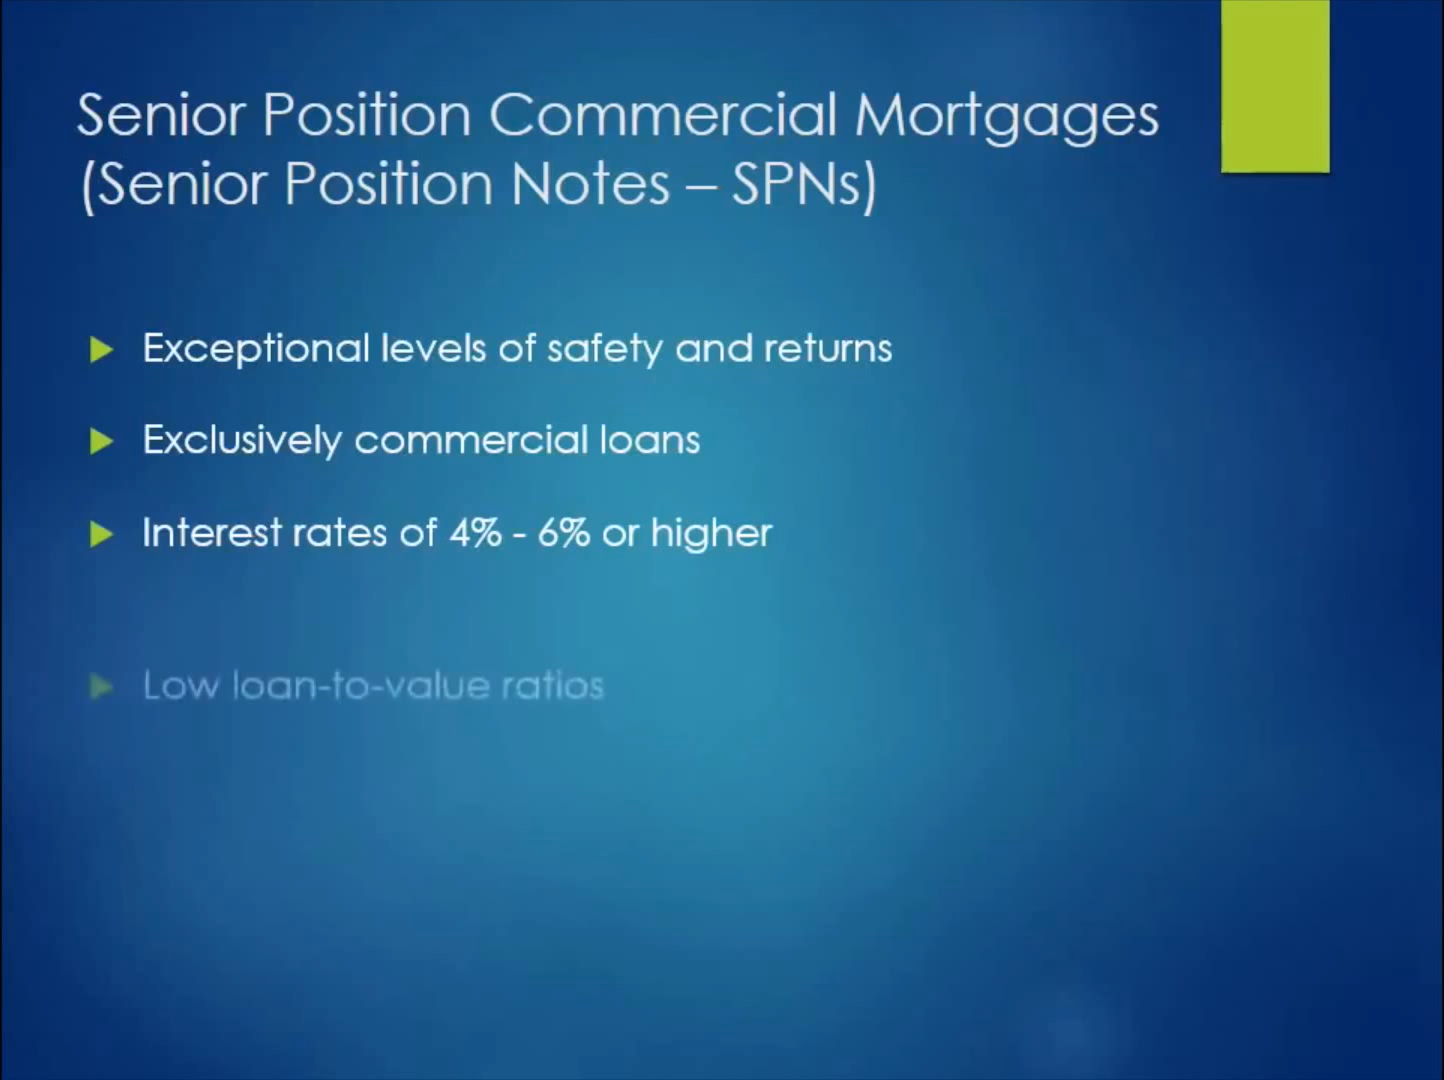 Senior Position Commercial Mortgages
(Senior Position Notes – SPNs)
Exceptional levels of safety and returns
Exclusively commercial loans
Interest rates of 4% - 6% or higher
Low loan-to-value ratios